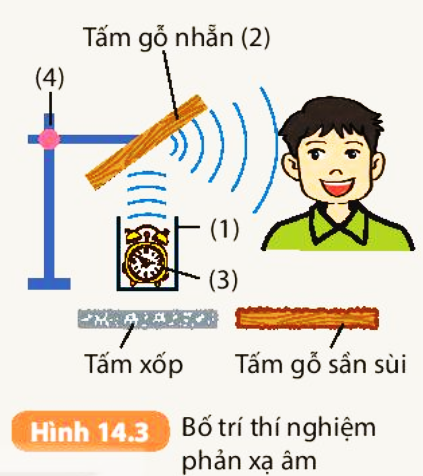 Tấm gỗ nhẵn (2)
(4)
(1)
(3)
Tấm xốp
Tấm gỗ sần sùi
Hình 14.3
Bố trí thí nghiệm
phản xạ âm